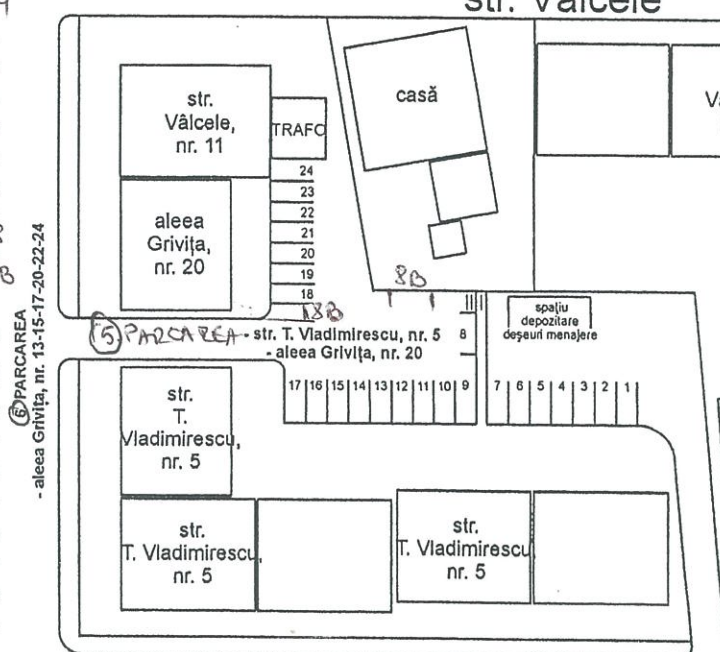 str. Vâlcele
str.
Vâlcele,
nr. 11
TRAFO
casă
24
23
22
21
20
19
18
aleea
Grivița,
nr. 20
8B
18B
spațiu
depozitare
deșeuri menajere
5 PARCAREA - str. T. Vladimirescu, nr. 5
- aleea Grivița, nr. 20
8
17 16 15 14 13 12 11 10 9
7 6 5 4 3 2 1
6 PARCAREA
- aleea Grivița, nr. 13-15-17-20-22-24
str.
T.
Vladimirescu,
nr. 5
str.
T. Vladimirescu,
nr. 5
str.
T. Vladimirescu
nr. 5